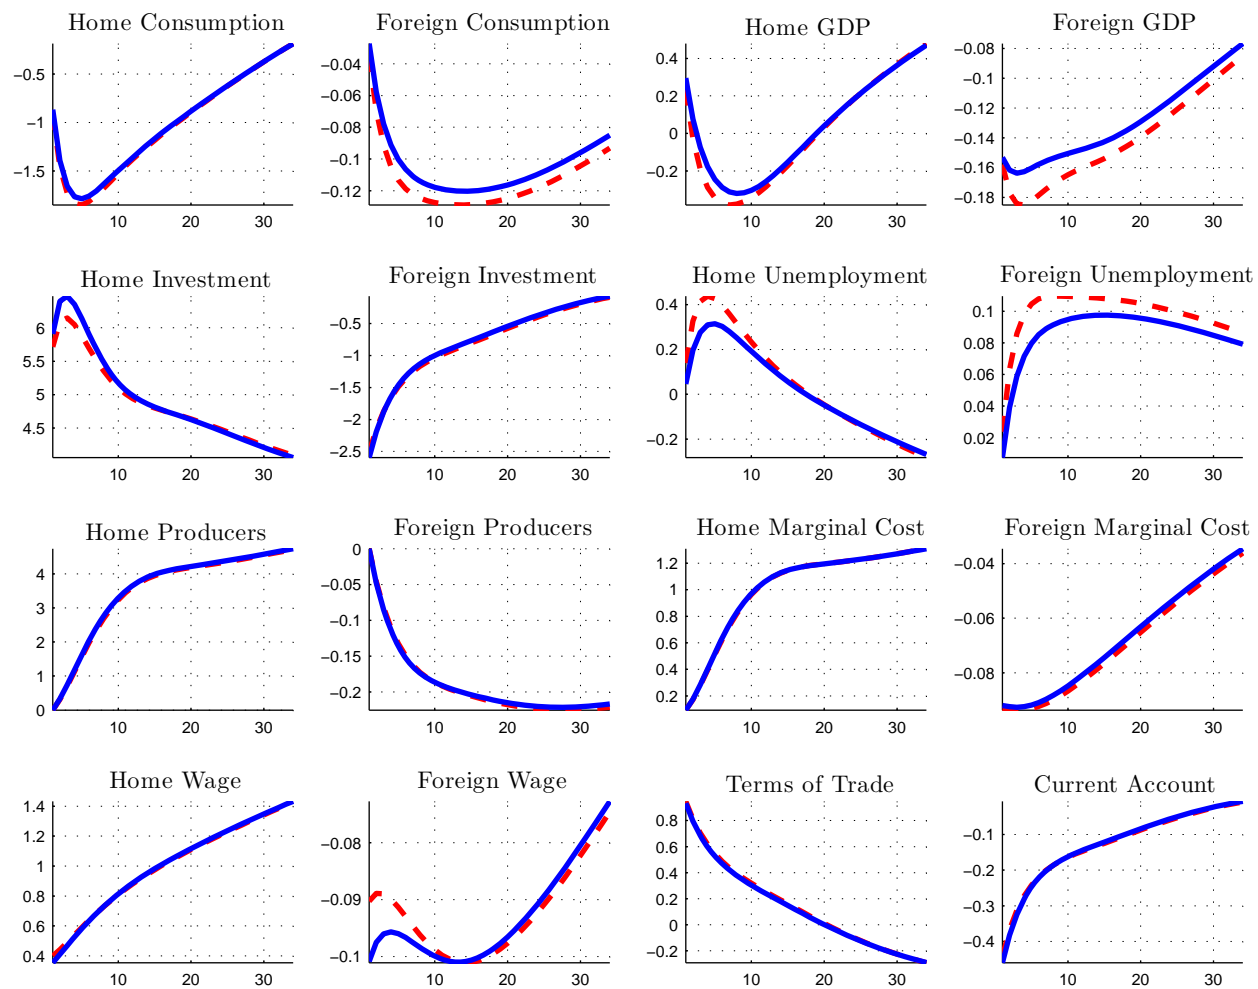 Home Consumption
Foreign Consumption
Home GDP
Foreign GDP
−0.5
−1
−1.5
10 20 30
−0.04
−0.06
−0.08
−0.1
−0.12
10 20 30
0.4
0.2
0
−0.2
10 20 30
−0.08
−0.1
−0.12
−0.14
−0.16
−0.18
10 20 30
Home Investment
Foreign Investment
Home Unemployment
Foreign Unemployment
6
5.5
5
4.5
10 20 30
−0.5
−1
−1.5
−2
−2.5
10 20 30
0.4
0.2
0
−0.2
10 20 30
0.1
0.08
0.06
0.04
0.02
10 20 30
Home Producers
Foreign Producers
Home Marginal Cost
Foreign Marginal Cost
4
3
2
1
0
10 20 30
0
−0.05
−0.1
−0.15
−0.2
10 20 30
1.2
1
0.8
0.6
0.4
0.2
10 20 30
−0.04
−0.06
−0.08
10 20 30
Home Wage
Foreign Wage
Terms of Trade
Current Account
1.4
1.2
1
0.8
0.6
0.4
10 20 30
−0.08
−0.09
−0.1
10 20 30
0.8
0.6
0.4
0.2
0
−0.2
10 20 30
−0.1
−0.2
−0.3
−0.4
10 20 30